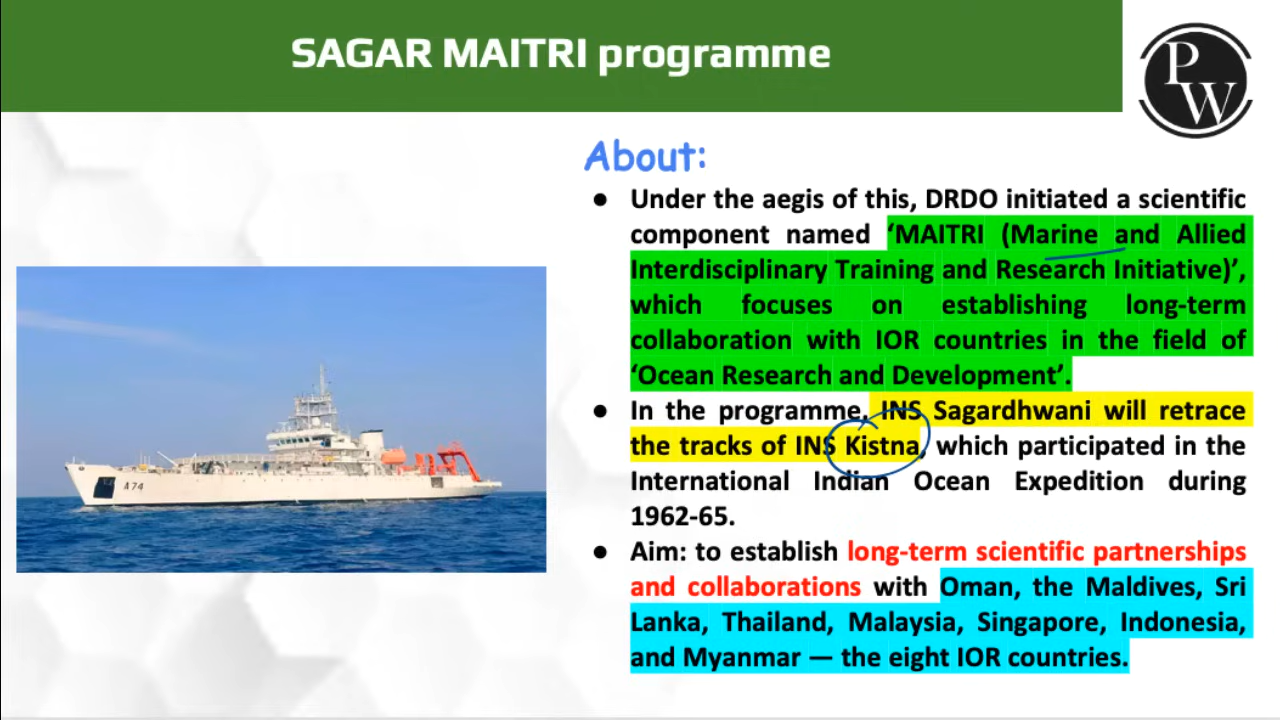 SAGAR MAITRI programme
PW
About:
● Under the aegis of this, DRDO initiated a scientific
component named ‘MAITRI (Marine and Allied
Interdisciplinary Training and Research Initiative)’,
which focuses on establishing long-term
collaboration with IOR countries in the field of
‘Ocean Research and Development’.
● In the programme, INS Sagardhwani will retrace
the tracks of INS Kistna, which participated in the
International Indian Ocean Expedition during
1962-65.
● Aim: to establish long-term scientific partnerships
and collaborations with Oman, the Maldives, Sri
Lanka, Thailand, Malaysia, Singapore, Indonesia,
and Myanmar — the eight IOR countries.
A74